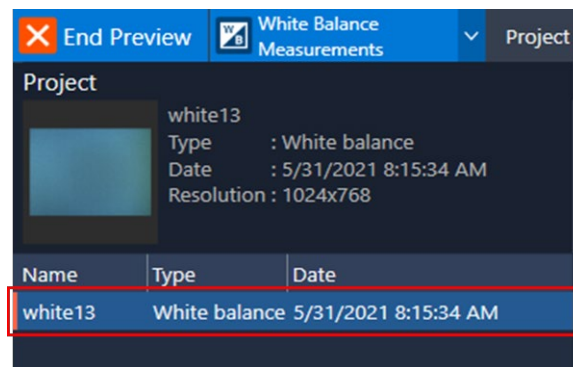 End Preview
White Balance
Measurements
Project
Project
white13
Type : White balance
Date : 5/31/2021 8:15:34 AM
Resolution : 1024x768
Name Type Date
white13 White balance 5/31/2021 8:15:34 AM